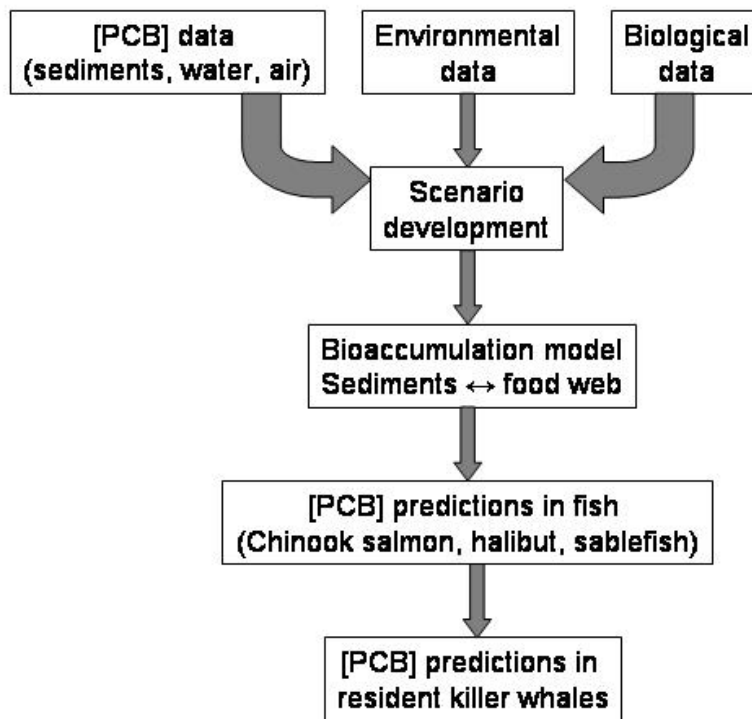 [PCB] data
(sediments, water, air)
Environmental
data
Biological
data
Scenario
development
Bioaccumulation model
Sediments ↔ food web
[PCB] predictions in fish
(Chinook salmon, halibut, sablefish)
[PCB] predictions in
resident killer whales